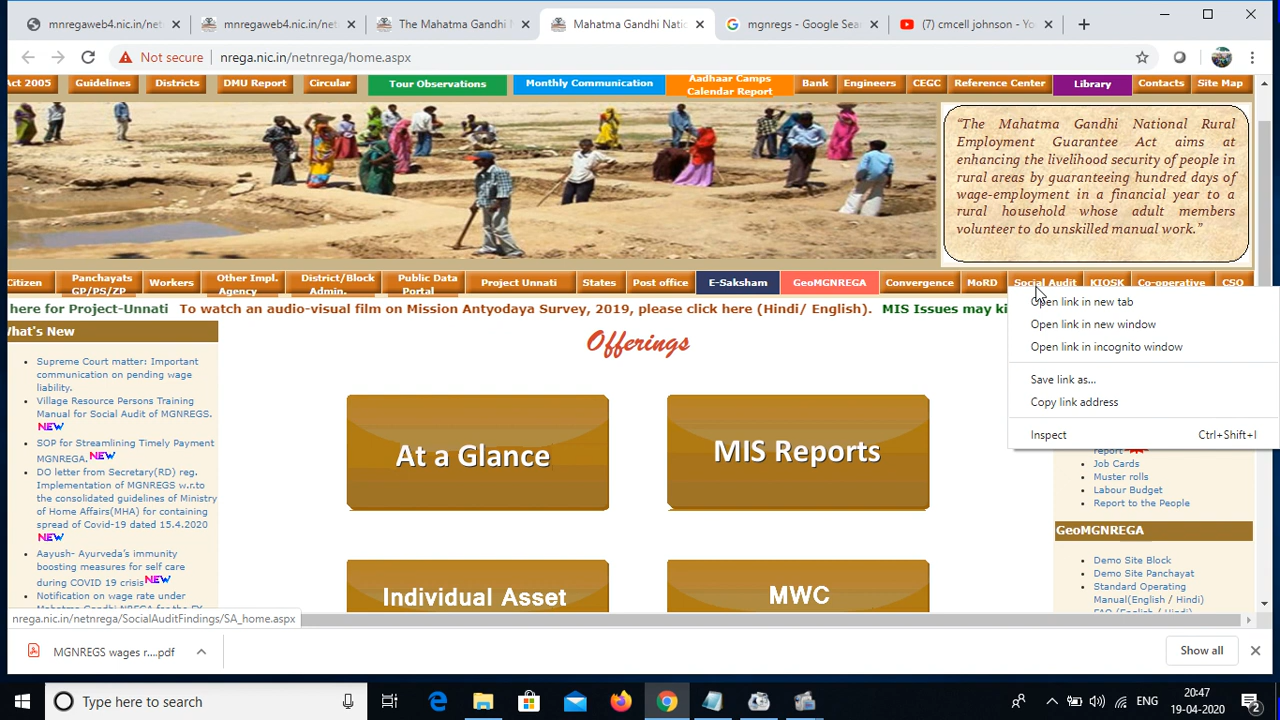 mnregaweb4.nic.in/net
mnregaweb4.nic.in/net
The Mahatma Gandhi N
Mahatma Gandhi Natio
mgnregs - Google Sea
(7) cmcell johnson - Yo
Not secure
nrega.nic.in/netnrega/home.aspx
Act 2005
Guidelines
Districts
DMU Report
Circular
Tour Observations
Monthly Communication
Aadhaar Camps
Calendar Report
Bank
Engineers
CEGC
Reference Center
Library
Contacts
Site Map
“The Mahatma Gandhi National Rural
Employment Guarantee Act aims at
enhancing the livelihood security of people in
rural areas by guaranteeing hundred days of
wage-employment in a financial year to a
rural household whose adult members
volunteer to do unskilled manual work.”
Citizen
Panchayats
GP/PS/ZP
Workers
Other Impl.
Agency
District/Block
Admin.
Public Data
Portal
Project Unnati
States
Post office
E-Saksham
GeoMGNREGA
Convergence
MoRD
Social Audit
KIOSK
Co-operative
CSO
here for Project-Unnati To watch an audio-visual film on Mission Antyodaya Survey, 2019, please click here (Hindi/ English). MIS Issues may ki
What's New
Supreme Court matter: Important
communication on pending wage
liability.
Village Resource Persons Training
Manual for Social Audit of MGNREGS.
NEW
SOP for Streamlining Timely Payment
MGNREGA. NEW
DO letter from Secretary(RD) reg.
Implementation of MGNREGS w.r.to
the consolidated guidelines of Ministry
of Home Affairs(MHA) for containing
spread of Covid-19 dated 15.4.2020
NEW
Aayush- Ayurveda’s immunity
boosting measures for self care
during COVID 19 crisis NEW
Notification on wage rate under
Mahatma Gandhi NREGA for the FY
Offerings
At a Glance
MIS Reports
Individual Asset
MWC
Open link in new tab
Open link in new window
Open link in incognito window
Save link as...
Copy link address
Inspect Ctrl+Shift+I
report
Job Cards
Muster rolls
Labour Budget
Report to the People
GeoMGNREGA
Demo Site Block
Demo Site Panchayat
Standard Operating
Manual(English / Hindi)
FAQ (English / Hindi)
nrega.nic.in/netnrega/SocialAuditFindings/SA_home.aspx
MGNREGS wages r....pdf
Show all
Type here to search
ENG
20:47
19-04-2020
2